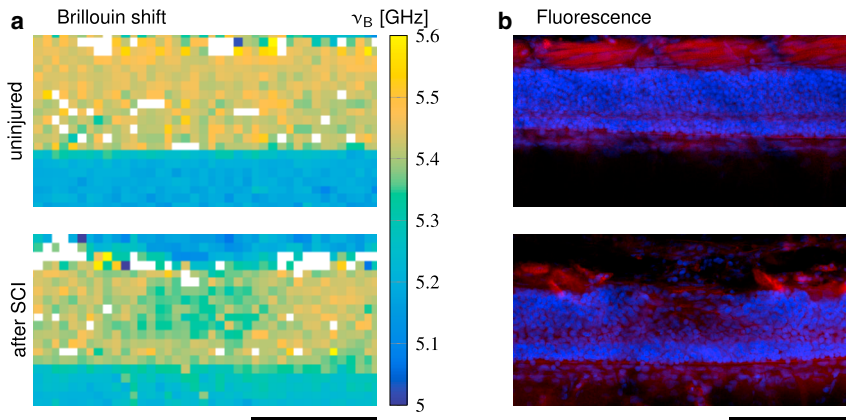 a Brillouin shift νB [GHz] b Fluorescence
uninjured
after SCI
5.6
5.5
5.4
5.3
5.2
5.1
5